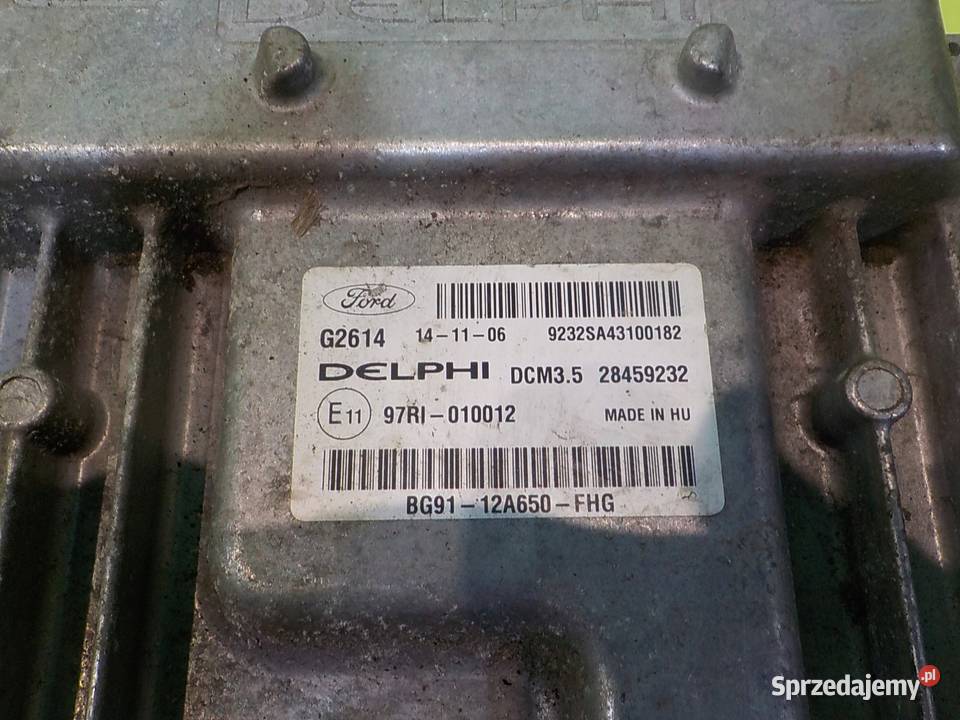 DELPHI
Ford
G2614 14-11-06 9232SA43100182
DELPHI DCM3.5 28459232
E11 97RI-010012 MADE IN HU
BG91-12A650-FHG
Sprzedajemy.pl